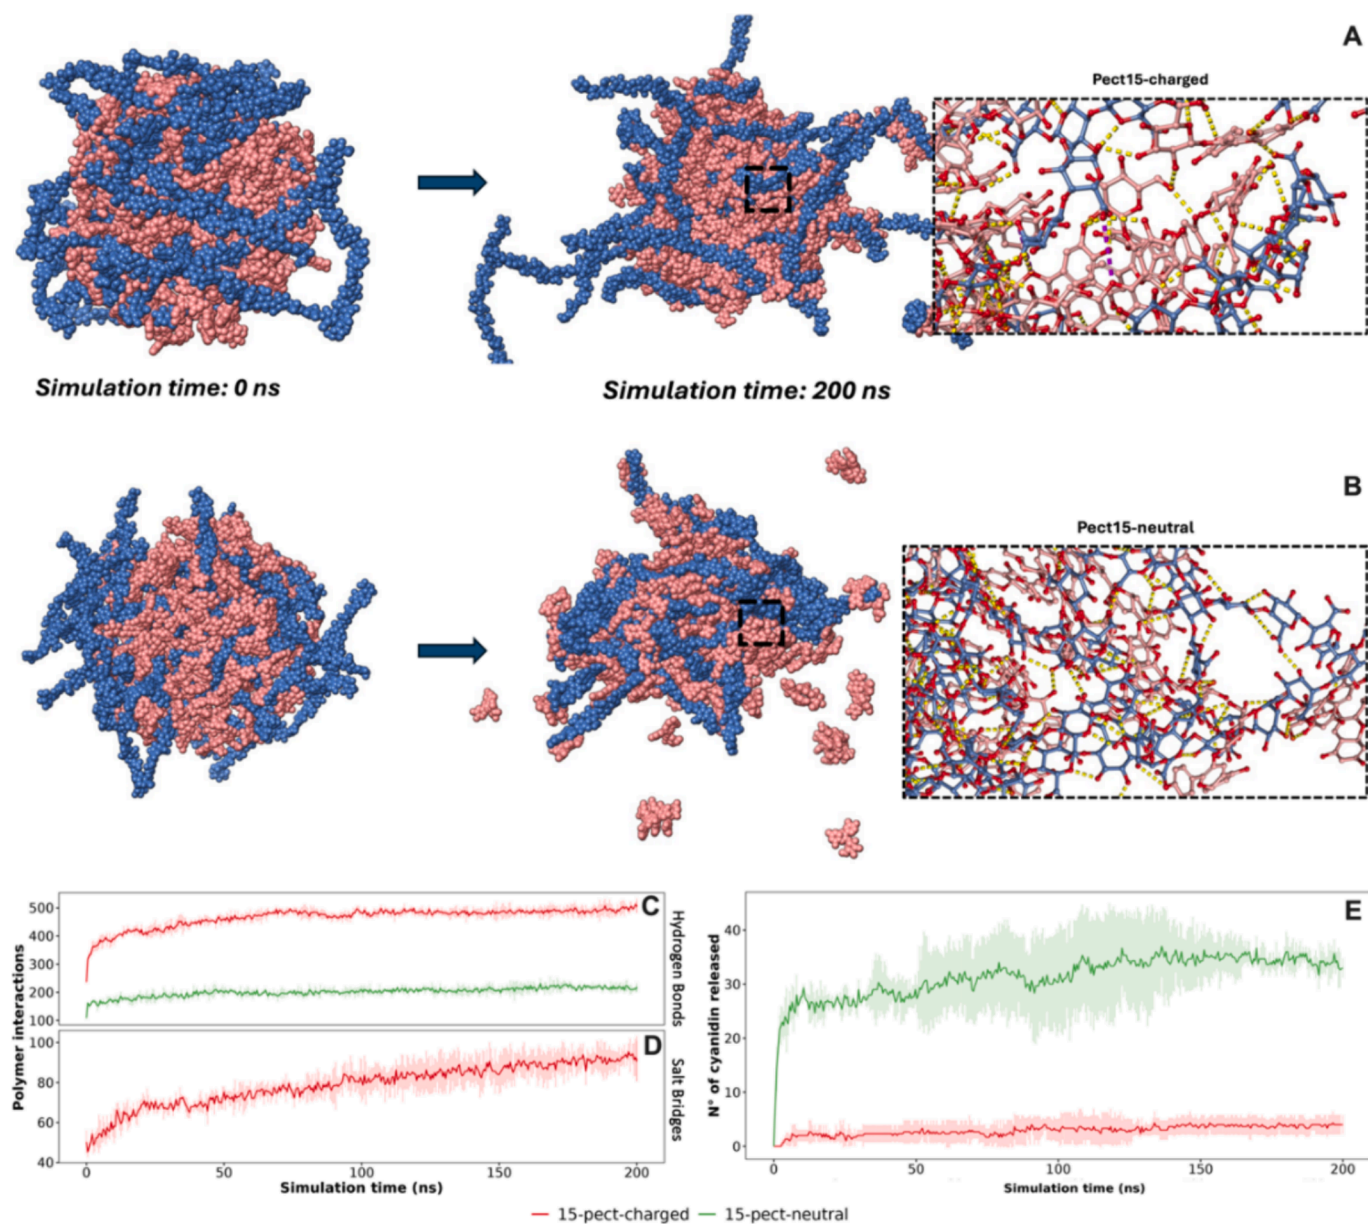 A
Pect15-charged
Simulation time: 0 ns
Simulation time: 200 ns
B
Pect15-neutral
C
500
400
300
200
100
Hydrogen Bonds
D
100
80
60
40
Salt Bridges
Polymer interactions
0 50 100 150 200
Simulation time (ns)
E
40
30
20
10
0
N° of cyanidin released
0 50 100 150 200
Simulation time (ns)
15-pect-charged 15-pect-neutral